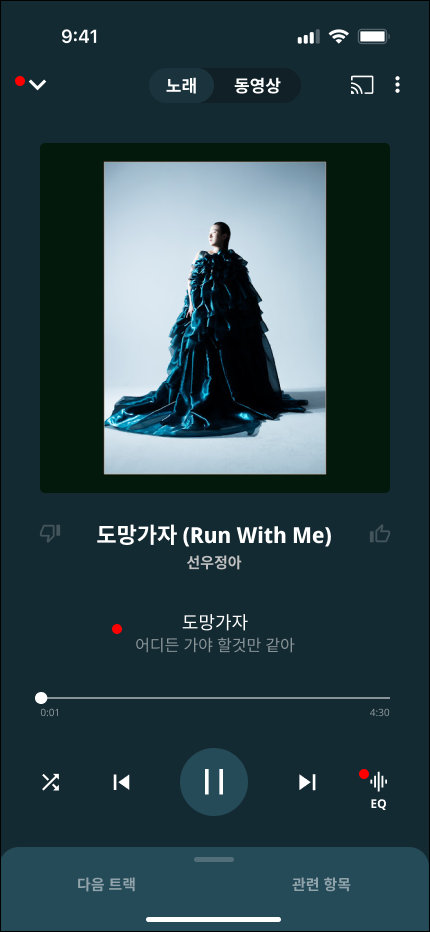 9:41
노래 동영상
도망가자 (Run With Me)
선우정아
도망가자
어디든 가야 할것만 같아
0:01 4:30
EQ
다음 트랙 관련 항목